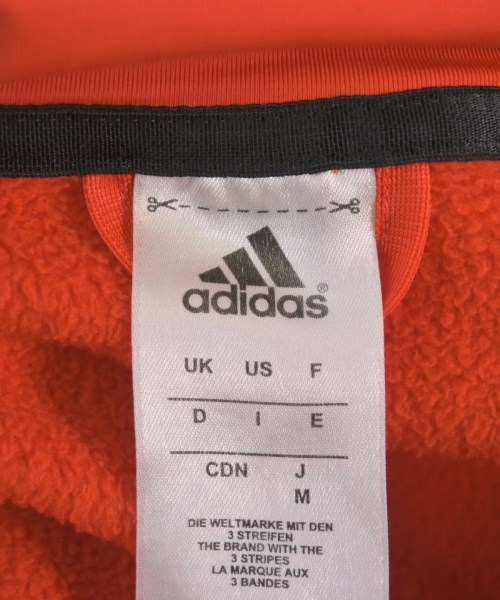 adidas®
UK US F
D I E
CDN J
M
DIE WELTMARKE MIT DEN
3 STREIFEN
THE BRAND WITH THE
3 STRIPES
LA MARQUE AUX
3 BANDES